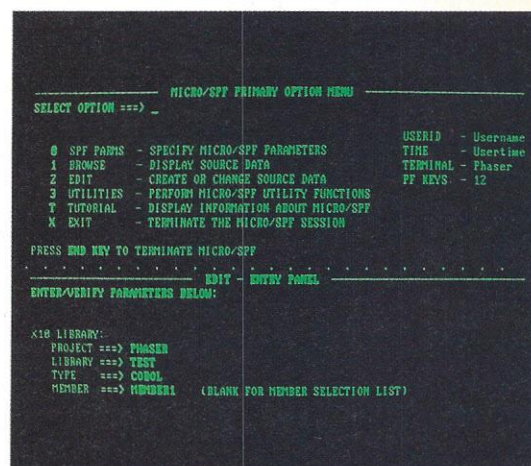 MICRO/SPF PRIMARY OPTION MENU
SELECT OPTION ===> _
USERID - Username
TIME - Usertime
TERMINAL - Phaser
PF KEYS - 12
0 SPF PARMS - SPECIFY MICRO/SPF PARAMETERS
1 BROWSE - DISPLAY SOURCE DATA
2 EDIT - CREATE OR CHANGE SOURCE DATA
3 UTILITIES - PERFORM MICRO/SPF UTILITY FUNCTIONS
T TUTORIAL - DISPLAY INFORMATION ABOUT MICRO/SPF
X EXIT - TERMINATE THE MICRO/SPF SESSION
PRESS END KEY TO TERMINATE MICRO/SPF
EDIT - ENTRY PANEL
ENTER/VERIFY PARAMETERS BELOW:
LIBRARY:
PROJECT ===> PHASER
LIBRARY ===> TEST
TYPE ===> COBOL
MEMBER ===> MEMBER1 (BLANK FOR MEMBER SELECTION LIST)